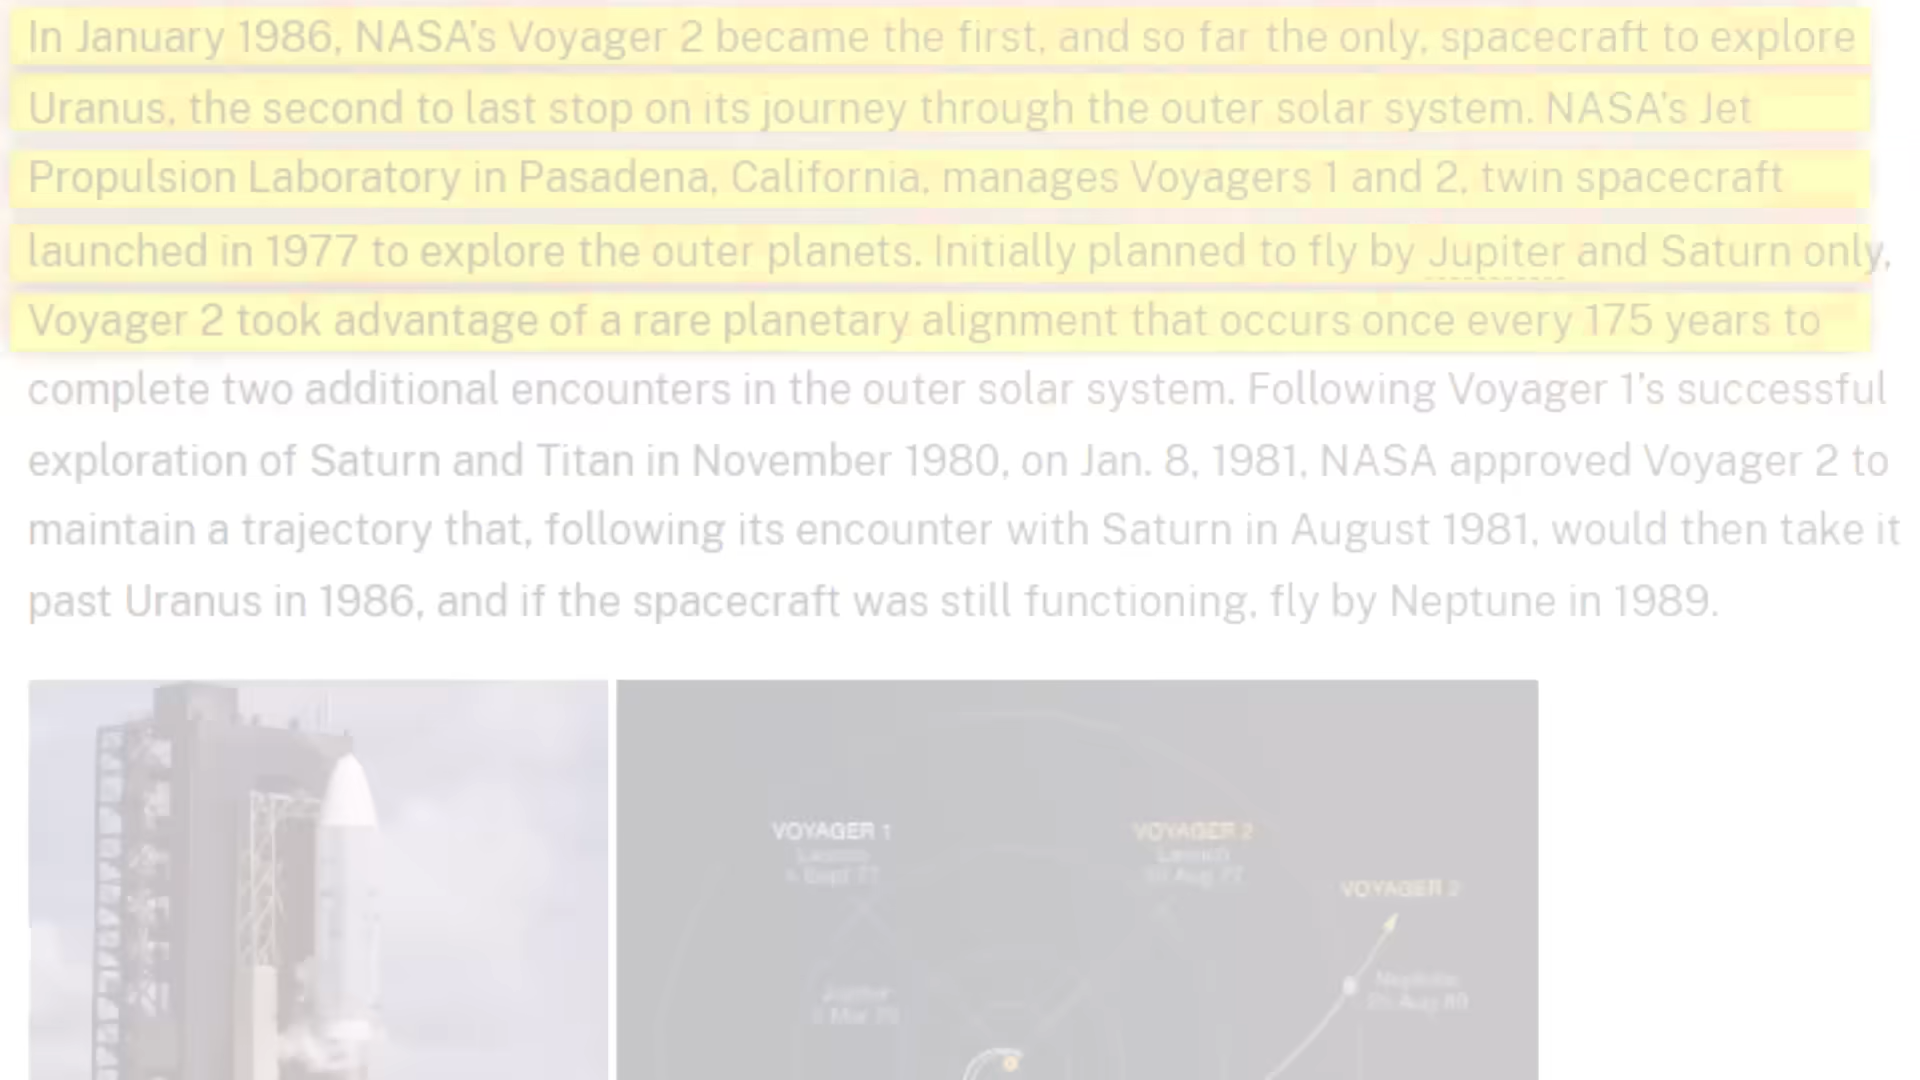 In January 1986, NASA’s Voyager 2 became the first, and so far the only, spacecraft to explore
Uranus, the second to last stop on its journey through the outer solar system. NASA’s Jet
Propulsion Laboratory in Pasadena, California, manages Voyagers 1 and 2, twin spacecraft
launched in 1977 to explore the outer planets. Initially planned to fly by Jupiter and Saturn only,
Voyager 2 took advantage of a rare planetary alignment that occurs once every 175 years to
complete two additional encounters in the outer solar system. Following Voyager 1’s successful
exploration of Saturn and Titan in November 1980, on Jan. 8, 1981, NASA approved Voyager 2 to
maintain a trajectory that, following its encounter with Saturn in August 1981, would then take it
past Uranus in 1986, and if the spacecraft was still functioning, fly by Neptune in 1989.
VOYAGER 1
Launch
VOYAGER 2
Launch
VOYAGER 2
Neptune
Jupiter